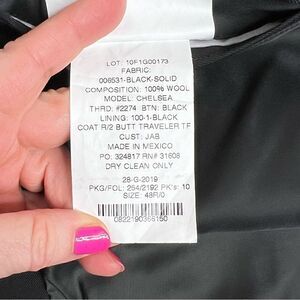 LOT: 10F1G00173
FABRIC:
006531-BLACK-SOLID
COMPOSITION: 100% WOOL
MODEL: CHELSEA
THRD: #2274 BTN: BLACK
LINING: 100-1-BLACK
COAT R/2 BUTT TRAVELER TF
CUST: JAB
MADE IN MEXICO
PO: 324817 RN# 31608
DRY CLEAN ONLY
28-G-2019
PKG/FOL: 264/2192 PK's: 10
SIZE: 48R/0
0822190366150